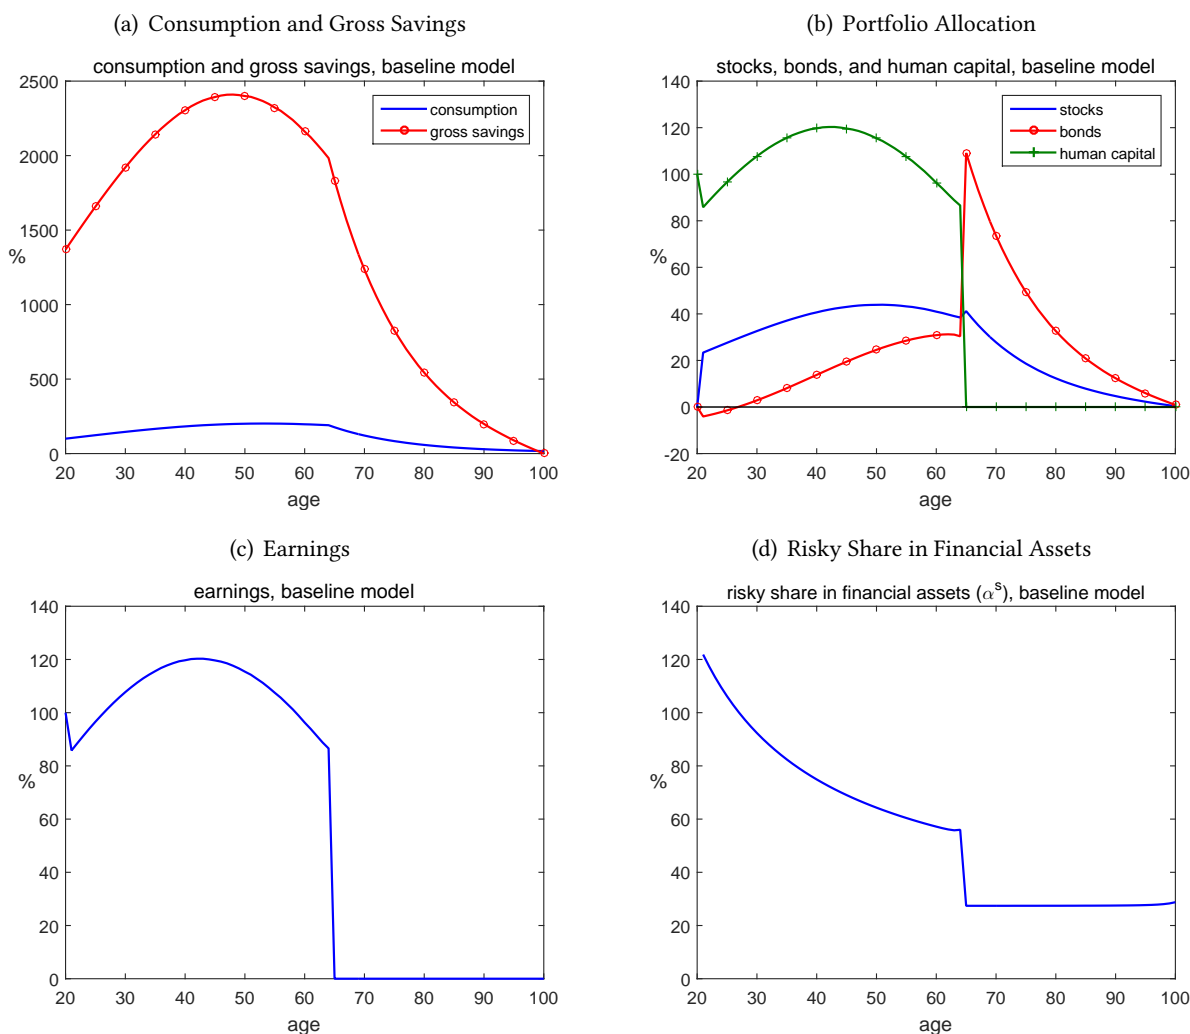 (a) Consumption and Gross Savings
consumption and gross savings, baseline model
2500
2000
1500
1000
500
0
%
consumption
gross savings
20 30 40 50 60 70 80 90 100
age
(b) Portfolio Allocation
stocks, bonds, and human capital, baseline model
140
120
100
80
60
40
20
0
-20
%
stocks
bonds
human capital
20 30 40 50 60 70 80 90 100
age
(c) Earnings
earnings, baseline model
140
120
100
80
60
40
20
0
%
20 30 40 50 60 70 80 90 100
age
(d) Risky Share in Financial Assets
risky share in financial assets (αˢ), baseline model
140
120
100
80
60
40
20
0
%
20 30 40 50 60 70 80 90 100
age